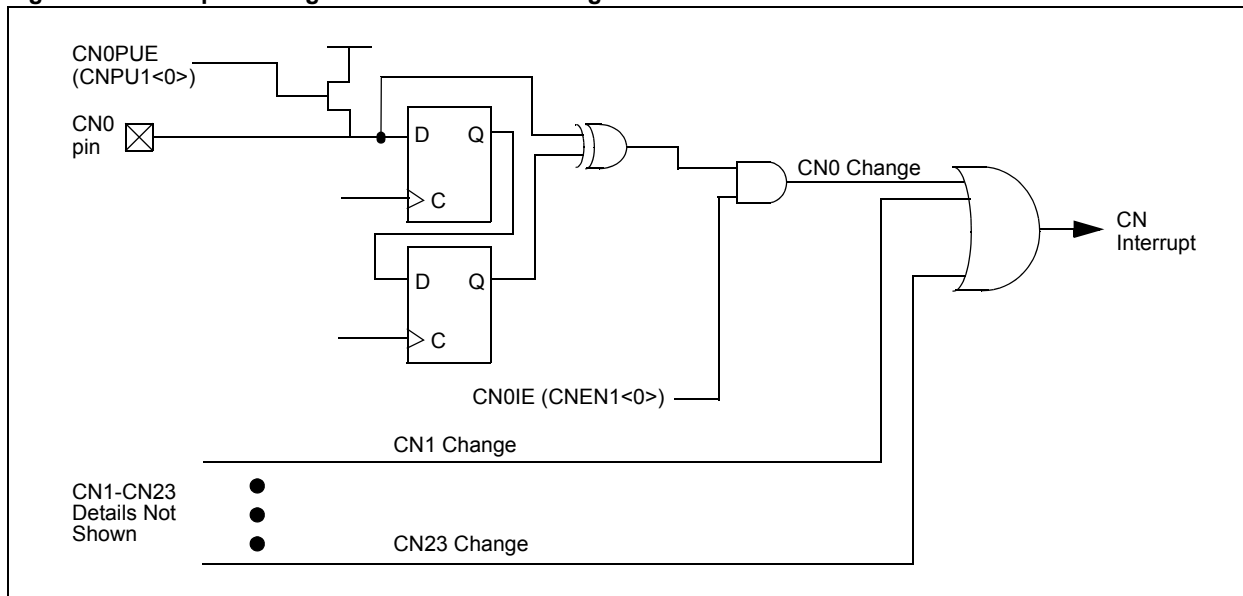 CN0PUE
(CNPU1<0>)
CN0
pin
D Q
C
D Q
C
CN0 Change
CN
Interrupt
CN0IE (CNEN1<0>)
CN1 Change
CN1-CN23
Details Not
Shown
CN23 Change